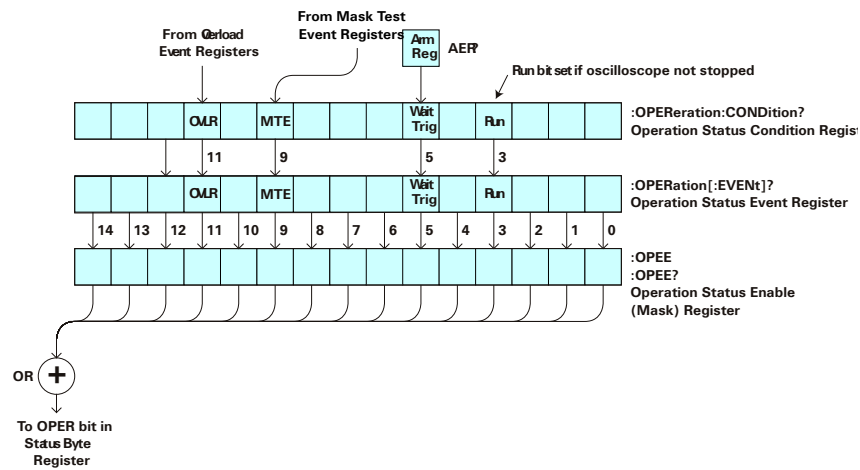 From Mask Test
Event Registers
From Overload
Event Registers
Arm
Reg
AER?
Run bit set if oscilloscope not stopped
OVLR
MTE
Wait
Trig
Run
:OPEReration:CONDition?
Operation Status Condition Regist
11
9
5
3
OVLR
MTE
Wait
Trig
Run
:OPERation[:EVENt]?
Operation Status Event Register
14 13 12 11 10 9 8 7 6 5 4 3 2 1 0
:OPEE
:OPEE?
Operation Status Enable
(Mask) Register
OR
+
To OPER bit in
Status Byte
Register